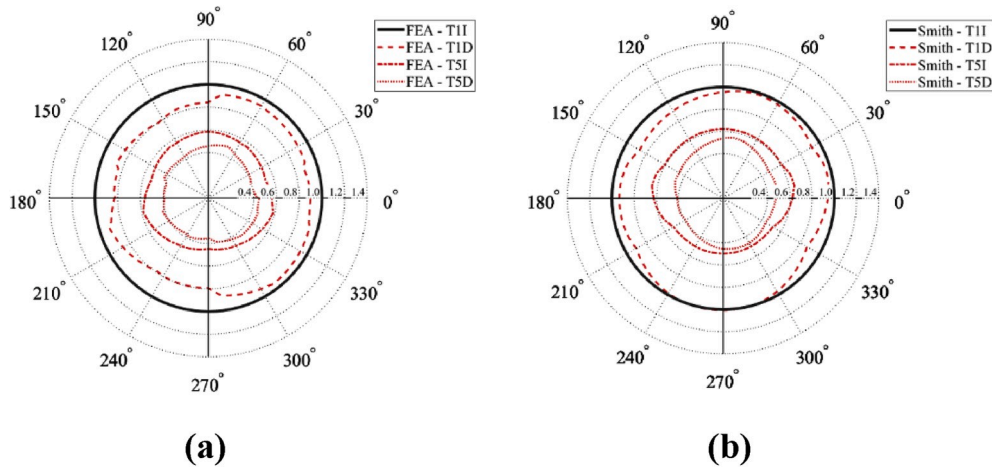 90°
120°
60°
150°
30°
180°
0.4 0.6 0.8 1.0 1.2 1.4
0°
210°
330°
240°
300°
270°
FEA - T1I
FEA - T1D
FEA - T5I
FEA - T5D
(a)
90°
120°
60°
150°
30°
180°
0.4 0.6 0.8 1.0 1.2 1.4
0°
210°
330°
240°
300°
270°
Smith - T1I
Smith - T1D
Smith - T5I
Smith - T5D
(b)